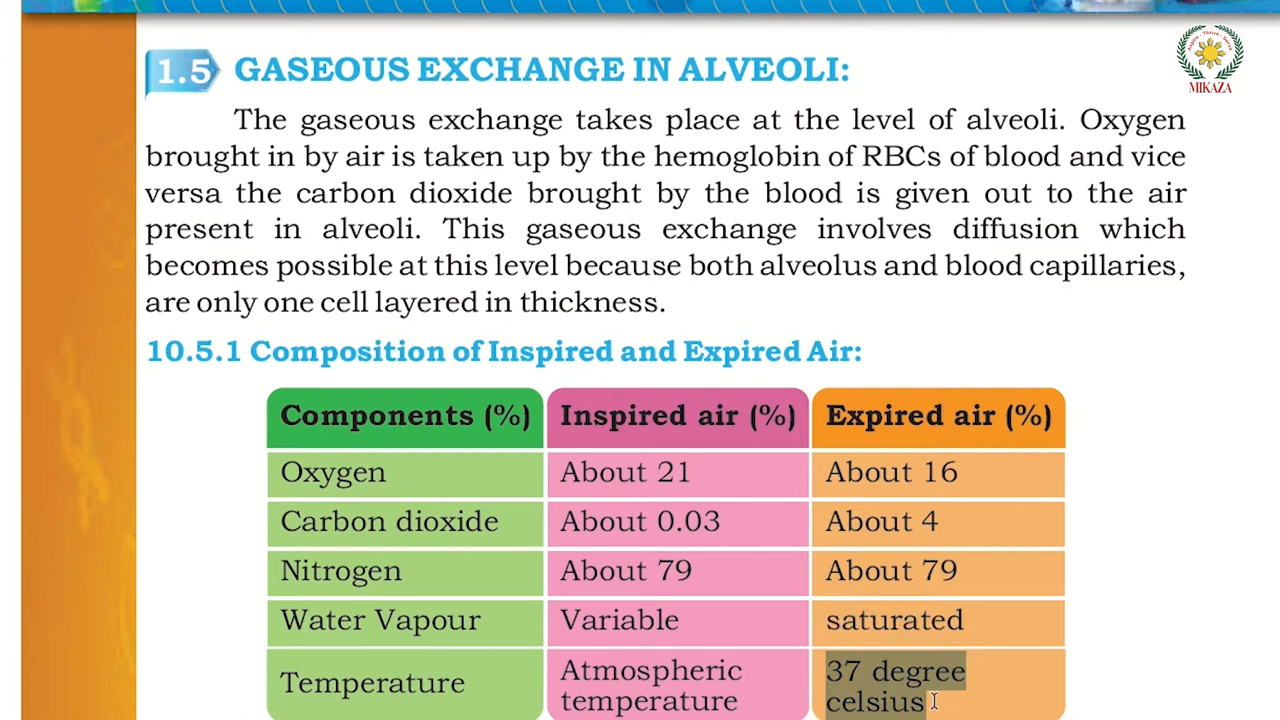 MIKAZA
1.5 GASEOUS EXCHANGE IN ALVEOLI:
The gaseous exchange takes place at the level of alveoli. Oxygen
brought in by air is taken up by the hemoglobin of RBCs of blood and vice
versa the carbon dioxide brought by the blood is given out to the air
present in alveoli. This gaseous exchange involves diffusion which
becomes possible at this level because both alveolus and blood capillaries,
are only one cell layered in thickness.
10.5.1 Composition of Inspired and Expired Air:
Components (%) Inspired air (%) Expired air (%)
Oxygen About 21 About 16
Carbon dioxide About 0.03 About 4
Nitrogen About 79 About 79
Water Vapour Variable saturated
Temperature Atmospheric temperature 37 degree celsius